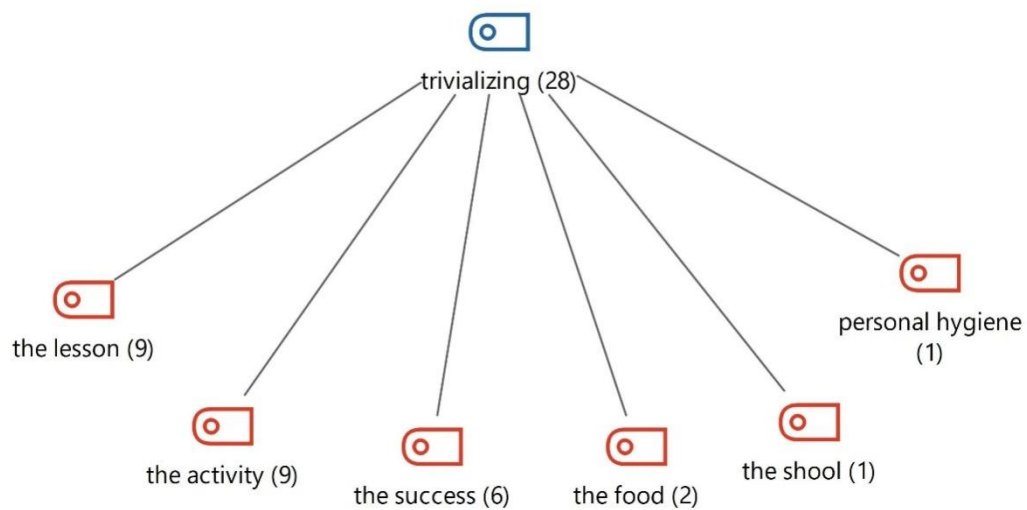 trivializing (28)
the lesson (9)
the activity (9)
the success (6)
the food (2)
the shool (1)
personal hygiene
(1)